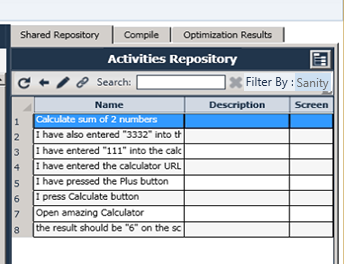 Shared Repository Compile Optimization Results
Activities Repository
Search: Filter By : Sanity
Name Description Screen
1 Calculate sum of 2 numbers
2 I have also entered "3332" into th
3 I have entered "111" into the calc
4 I have entered the calculator URL
5 I have pressed the Plus button
6 I press Calculate button
7 Open amazing Calculator
8 the result should be "6" on the sc